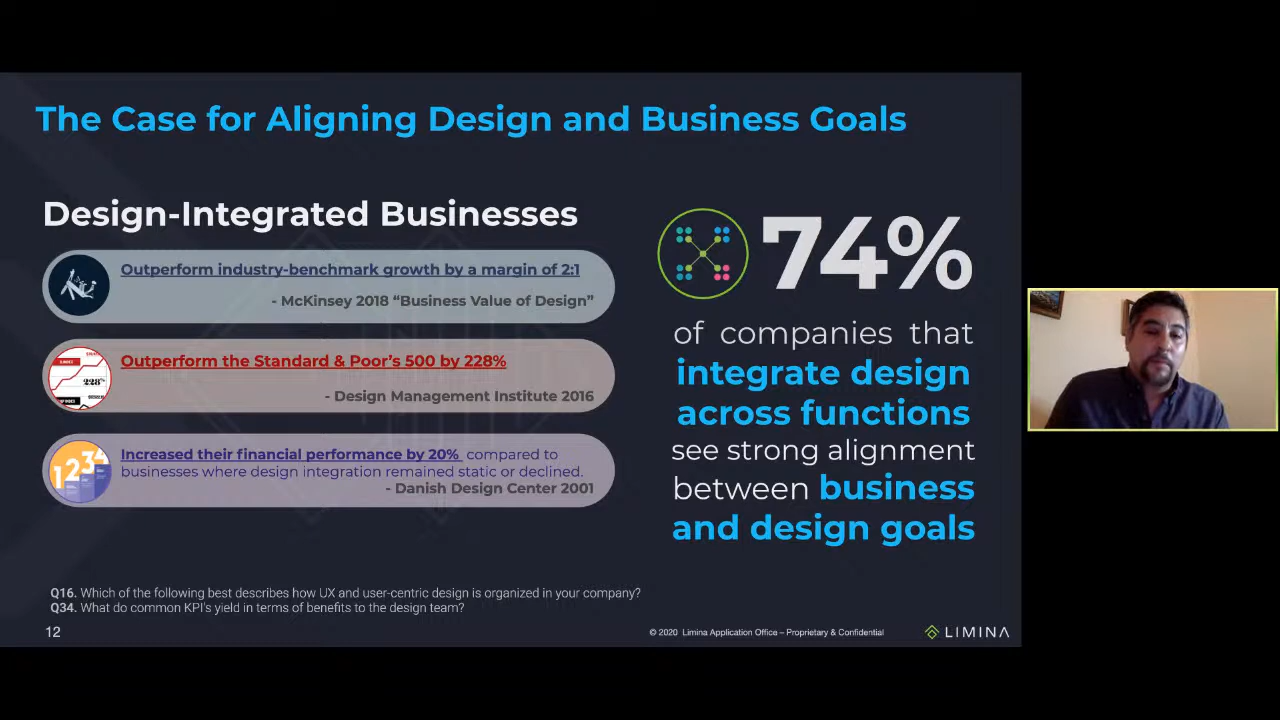 The Case for Aligning Design and Business Goals
Design-Integrated Businesses
Outperform industry-benchmark growth by a margin of 2:1
- McKinsey 2018 “Business Value of Design”
Outperform the Standard & Poor’s 500 by 228%
- Design Management Institute 2016
Increased their financial performance by 20% compared to
businesses where design integration remained static or declined.
- Danish Design Center 2001
1234
228%
74%
of companies that
integrate design
across functions
see strong alignment
between business
and design goals
Q16. Which of the following best describes how UX and user-centric design is organized in your company?
Q34. What do common KPI's yield in terms of benefits to the design team?
12
© 2020 Limina Application Office – Proprietary & Confidential
LIMINA